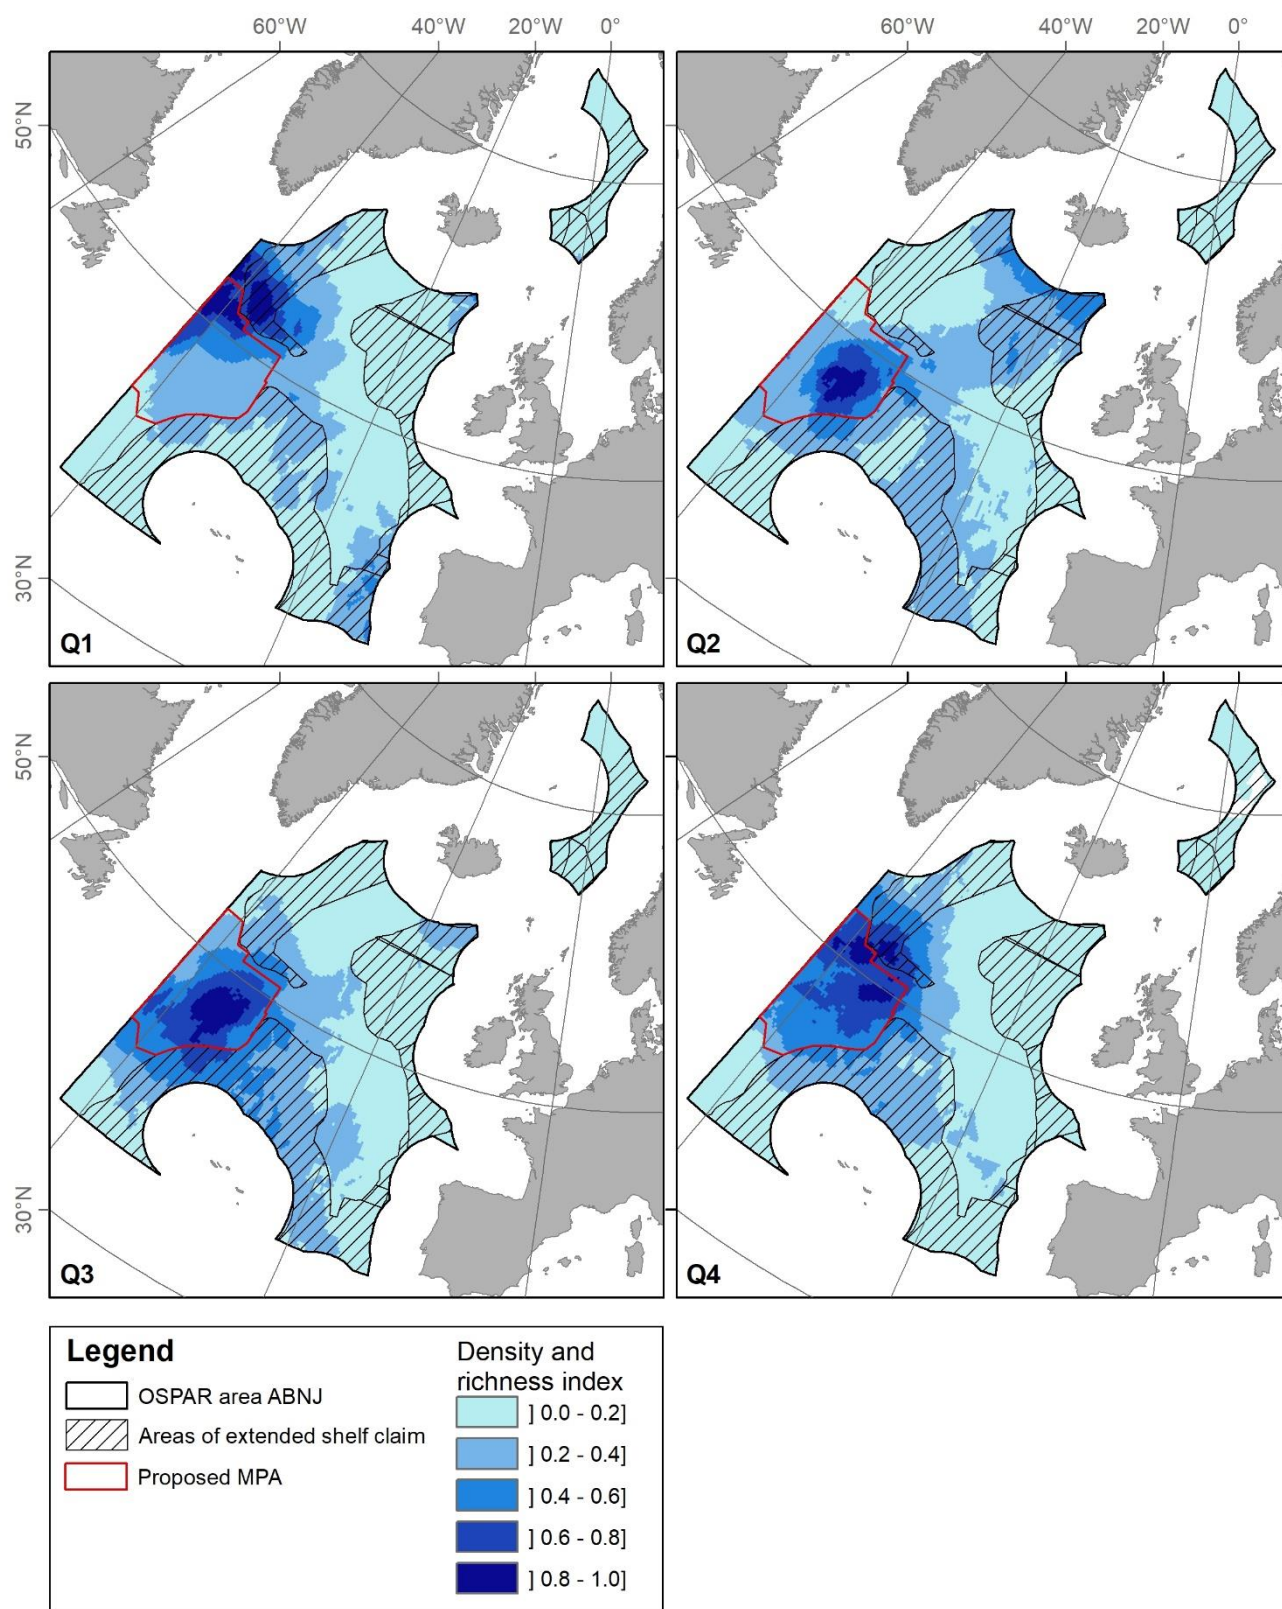 60°W 40°W 20°W 0° 60°W 40°W 20°W 0°
50°N
30°N
Q1 Q2
50°N
30°N
Q3 Q4
Legend
OSPAR area ABNJ
Areas of extended shelf claim
Proposed MPA
Density and
richness index
] 0.0 - 0.2]
] 0.2 - 0.4]
] 0.4 - 0.6]
] 0.6 - 0.8]
] 0.8 - 1.0]